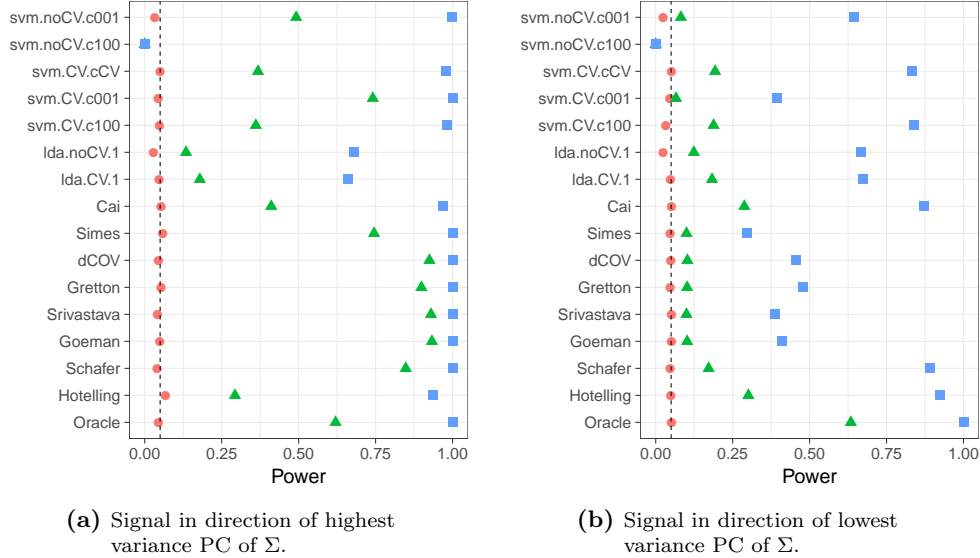 svm.noCV.c001
svm.noCV.c100
svm.CV.cCV
svm.CV.c001
svm.CV.c100
lda.noCV.1
lda.CV.1
Cai
Simes
dCOV
Gretton
Srivastava
Goeman
Schafer
Hotelling
Oracle
0.00 0.25 0.50 0.75 1.00
Power
(a) Signal in direction of highest
variance PC of Σ.
svm.noCV.c001
svm.noCV.c100
svm.CV.cCV
svm.CV.c001
svm.CV.c100
lda.noCV.1
lda.CV.1
Cai
Simes
dCOV
Gretton
Srivastava
Goeman
Schafer
Hotelling
Oracle
0.00 0.25 0.50 0.75 1.00
Power
(b) Signal in direction of lowest
variance PC of Σ.